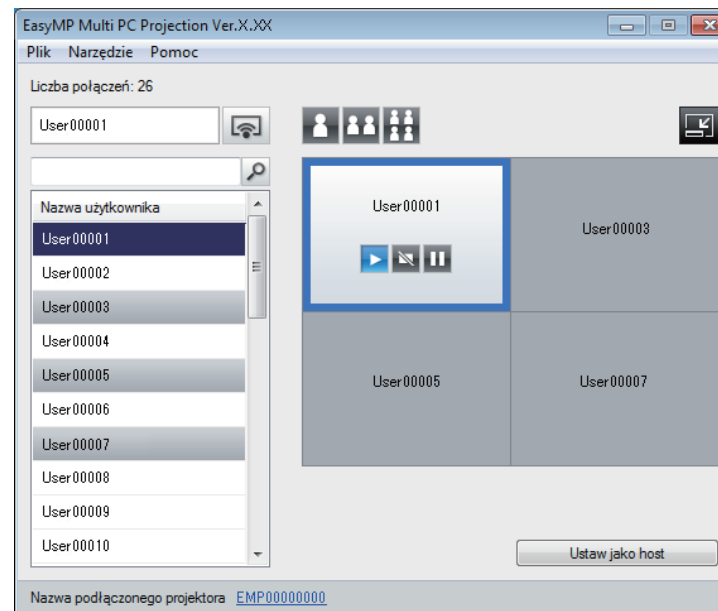 EasyMP Multi PC Projection Ver.X.XX
Plik Narzędzie Pomoc
Liczba połączeń: 26
User00001
Nazwa użytkownika
User00001
User00002
User00003
User00004
User00005
User00006
User00007
User00008
User00009
User00010
User00001
User00003
User00005
User00007
Ustaw jako host
Nazwa podłączonego projektora EMP00000000